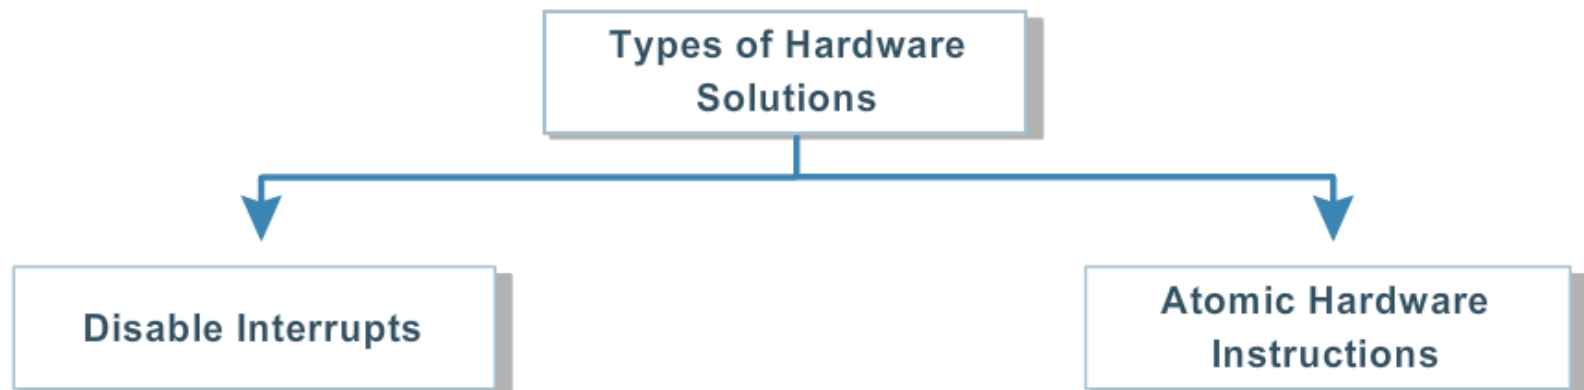 Types of Hardware
Solutions
Disable Interrupts
Atomic Hardware
Instructions